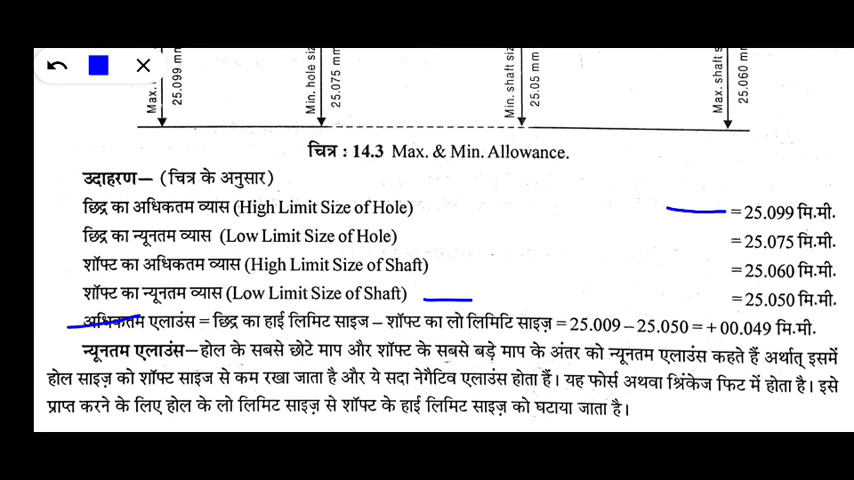 Max.
25.099 mm
Min. hole siz
25.075 mm
Min. shaft siz
25.05 mm
Max. shaft s
25.060 mm
चित्र : 14.3 Max. & Min. Allowance.
उदाहरण— (चित्र के अनुसार)
छिद्र का अधिकतम व्यास (High Limit Size of Hole) = 25.099 मि.मी.
छिद्र का न्यूनतम व्यास (Low Limit Size of Hole) = 25.075 मि.मी.
शॉफ्ट का अधिकतम व्यास (High Limit Size of Shaft) = 25.060 मि.मी.
शॉफ्ट का न्यूनतम व्यास (Low Limit Size of Shaft) = 25.050 मि.मी.
अधिकतम एलाउंस = छिद्र का हाई लिमिट साइज – शॉफ्ट का लो लिमिटि साइज़ = 25.009 – 25.050 = + 00.049 मि.मी.
न्यूनतम एलाउंस—होल के सबसे छोटे माप और शॉफ्ट के सबसे बड़े माप के अंतर को न्यूनतम एलाउंस कहते हैं अर्थात् इसमें
होल साइज़ को शॉफ्ट साइज से कम रखा जाता है और ये सदा नेगैटिव एलाउंस होता हैं। यह फोर्स अथवा श्रिंकेज फिट में होता है। इसे
प्राप्त करने के लिए होल के लो लिमिट साइज़ से शॉफ्ट के हाई लिमिट साइज़ को घटाया जाता है।